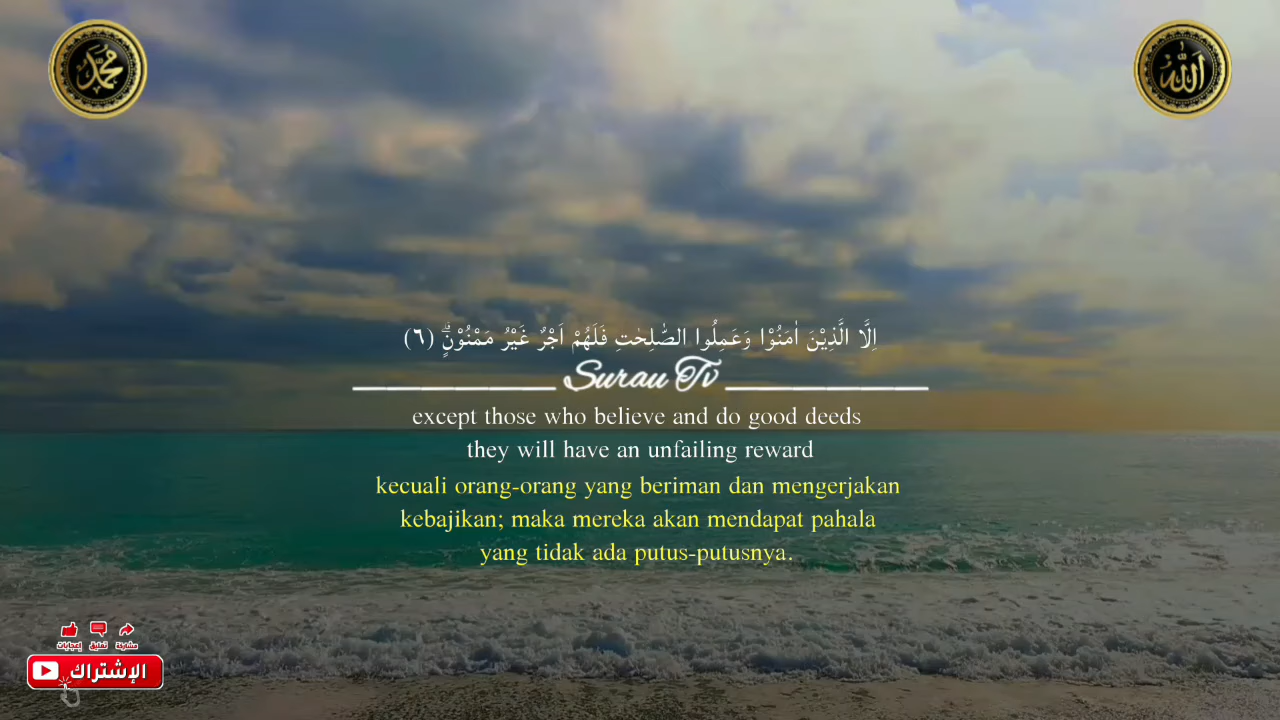 محمد
الله
اِلَّا الَّذِيْنَ اٰمَنُوْا وَعَمِلُوا الصّٰلِحٰتِ فَلَهُمْ اَجْرٌ غَيْرُ مَمْنُوْنٍۗ (٦)
Surau Tv
except those who believe and do good deeds
they will have an unfailing reward
kecuali orang-orang yang beriman dan mengerjakan
kebajikan; maka mereka akan mendapat pahala
yang tidak ada putus-putusnya.
مشاركة تعليق إعجابات
الإشتراك